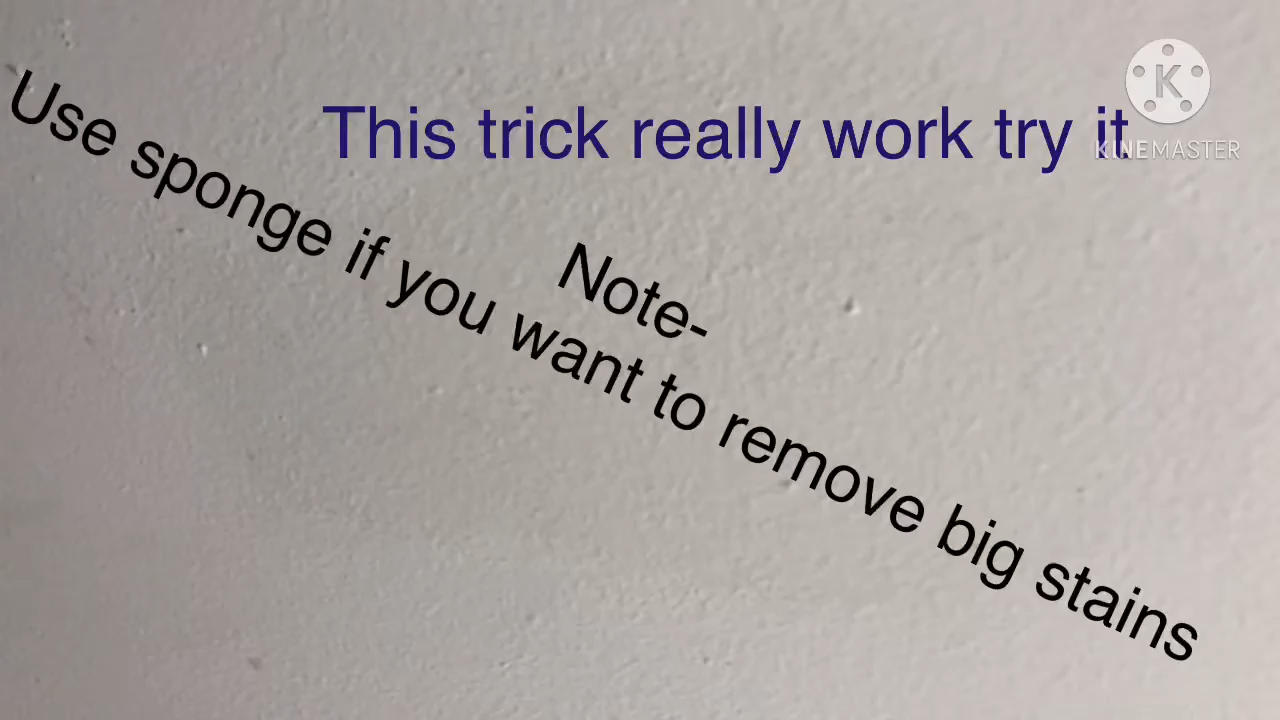 This trick really work try it
KINEMASTER
Note-
Use sponge if you want to remove big stains